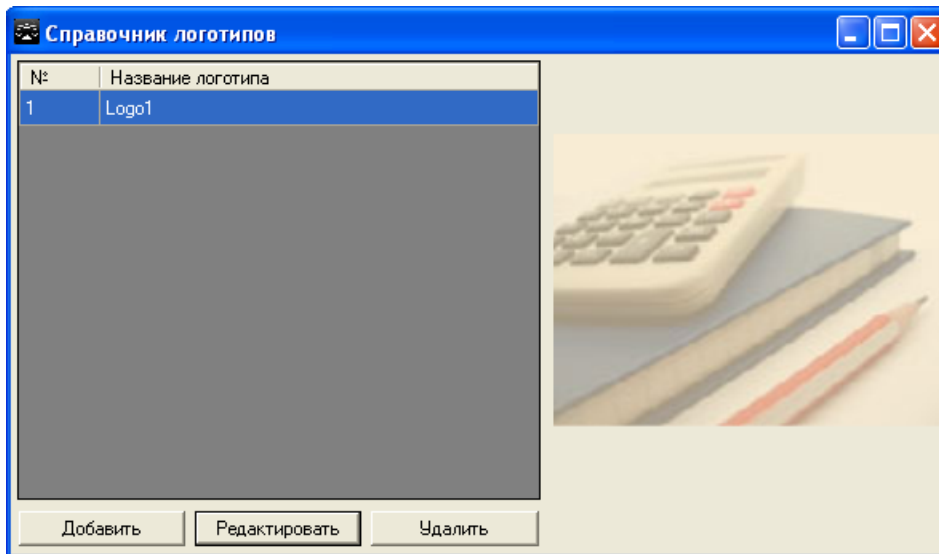 Справочник логотипов
№ Название логотипа
1 Logo1
Добавить Редактировать Удалить